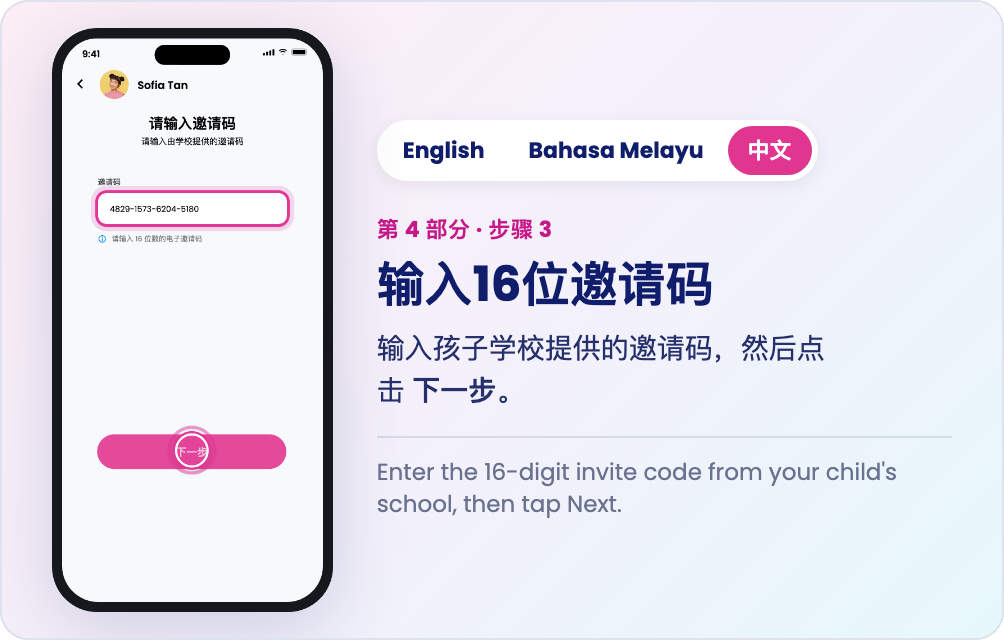 9:41
Sofia Tan
请输入邀请码
请输入由学校提供的邀请码
邀请码
4829-1573-6204-5180
请输入 16 位数的电子邀请码
下一步
English
Bahasa Melayu
中文
第 4 部分 · 步骤 3
输入16位邀请码
输入孩子学校提供的邀请码，然后点
击 下一步。
Enter the 16-digit invite code from your child's
school, then tap Next.